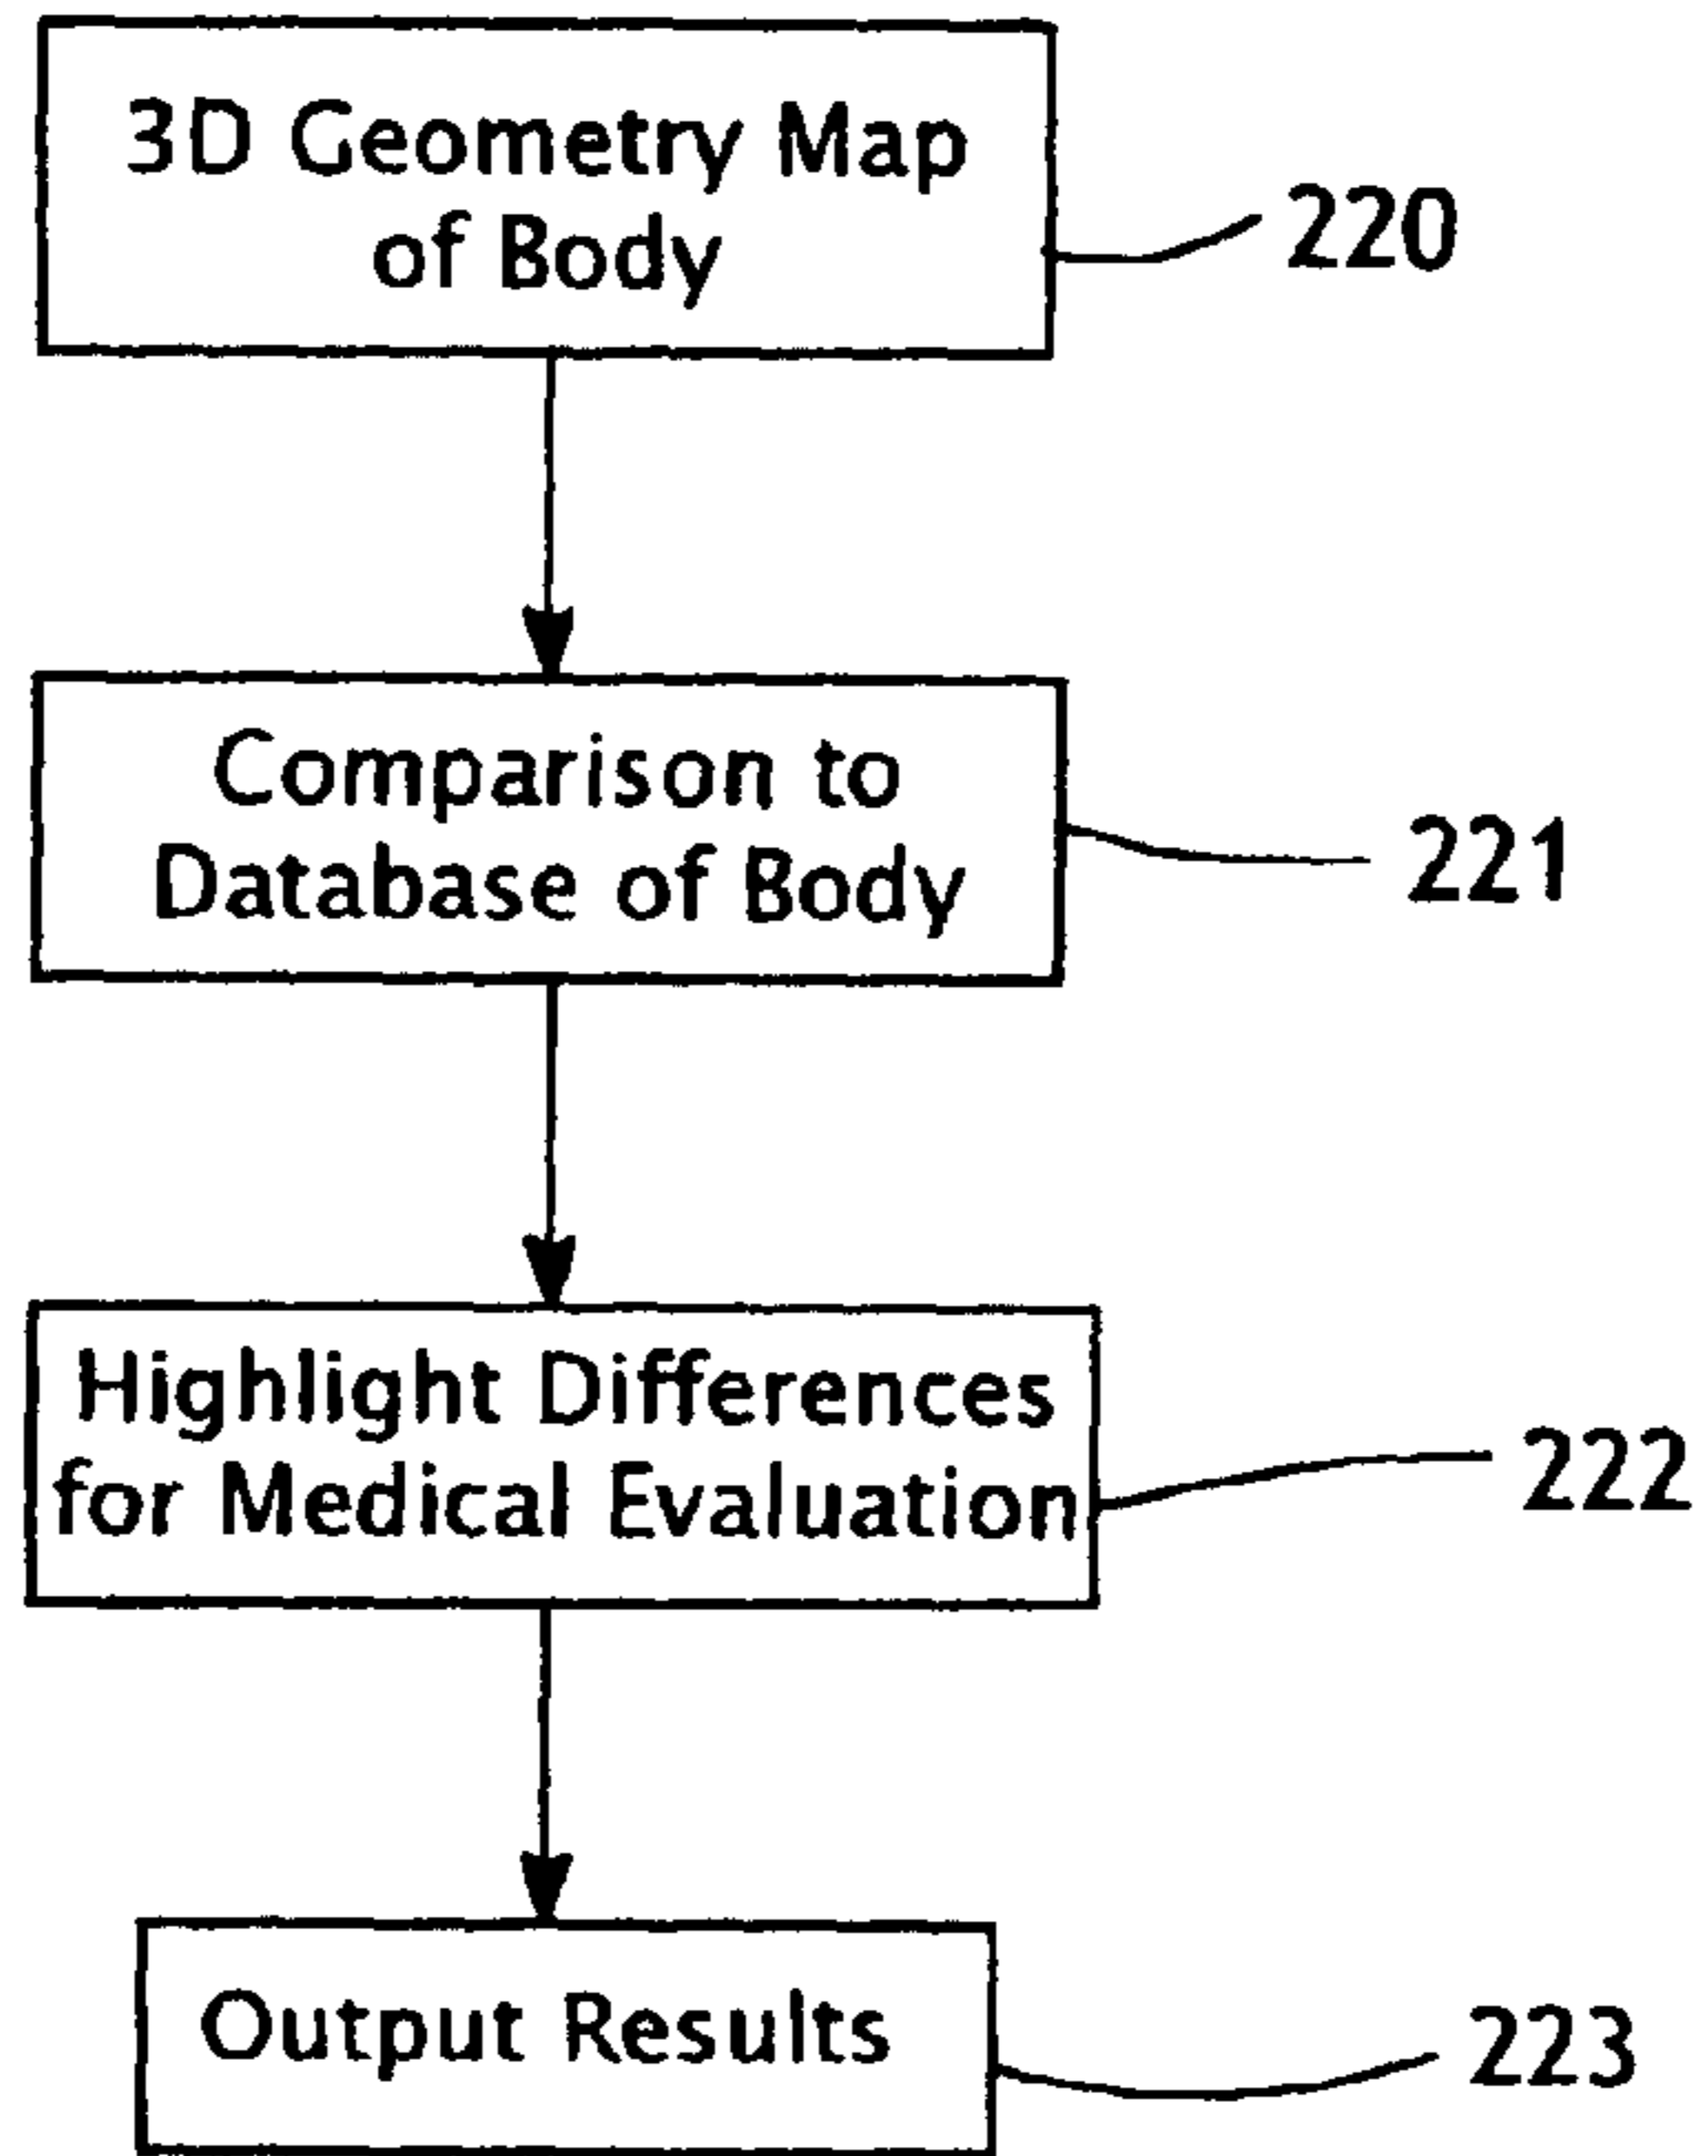 3D Geometry Map
of Body
220
Comparison to
Database of Body
221
Highlight Differences
for Medical Evaluation
222
Output Results
223